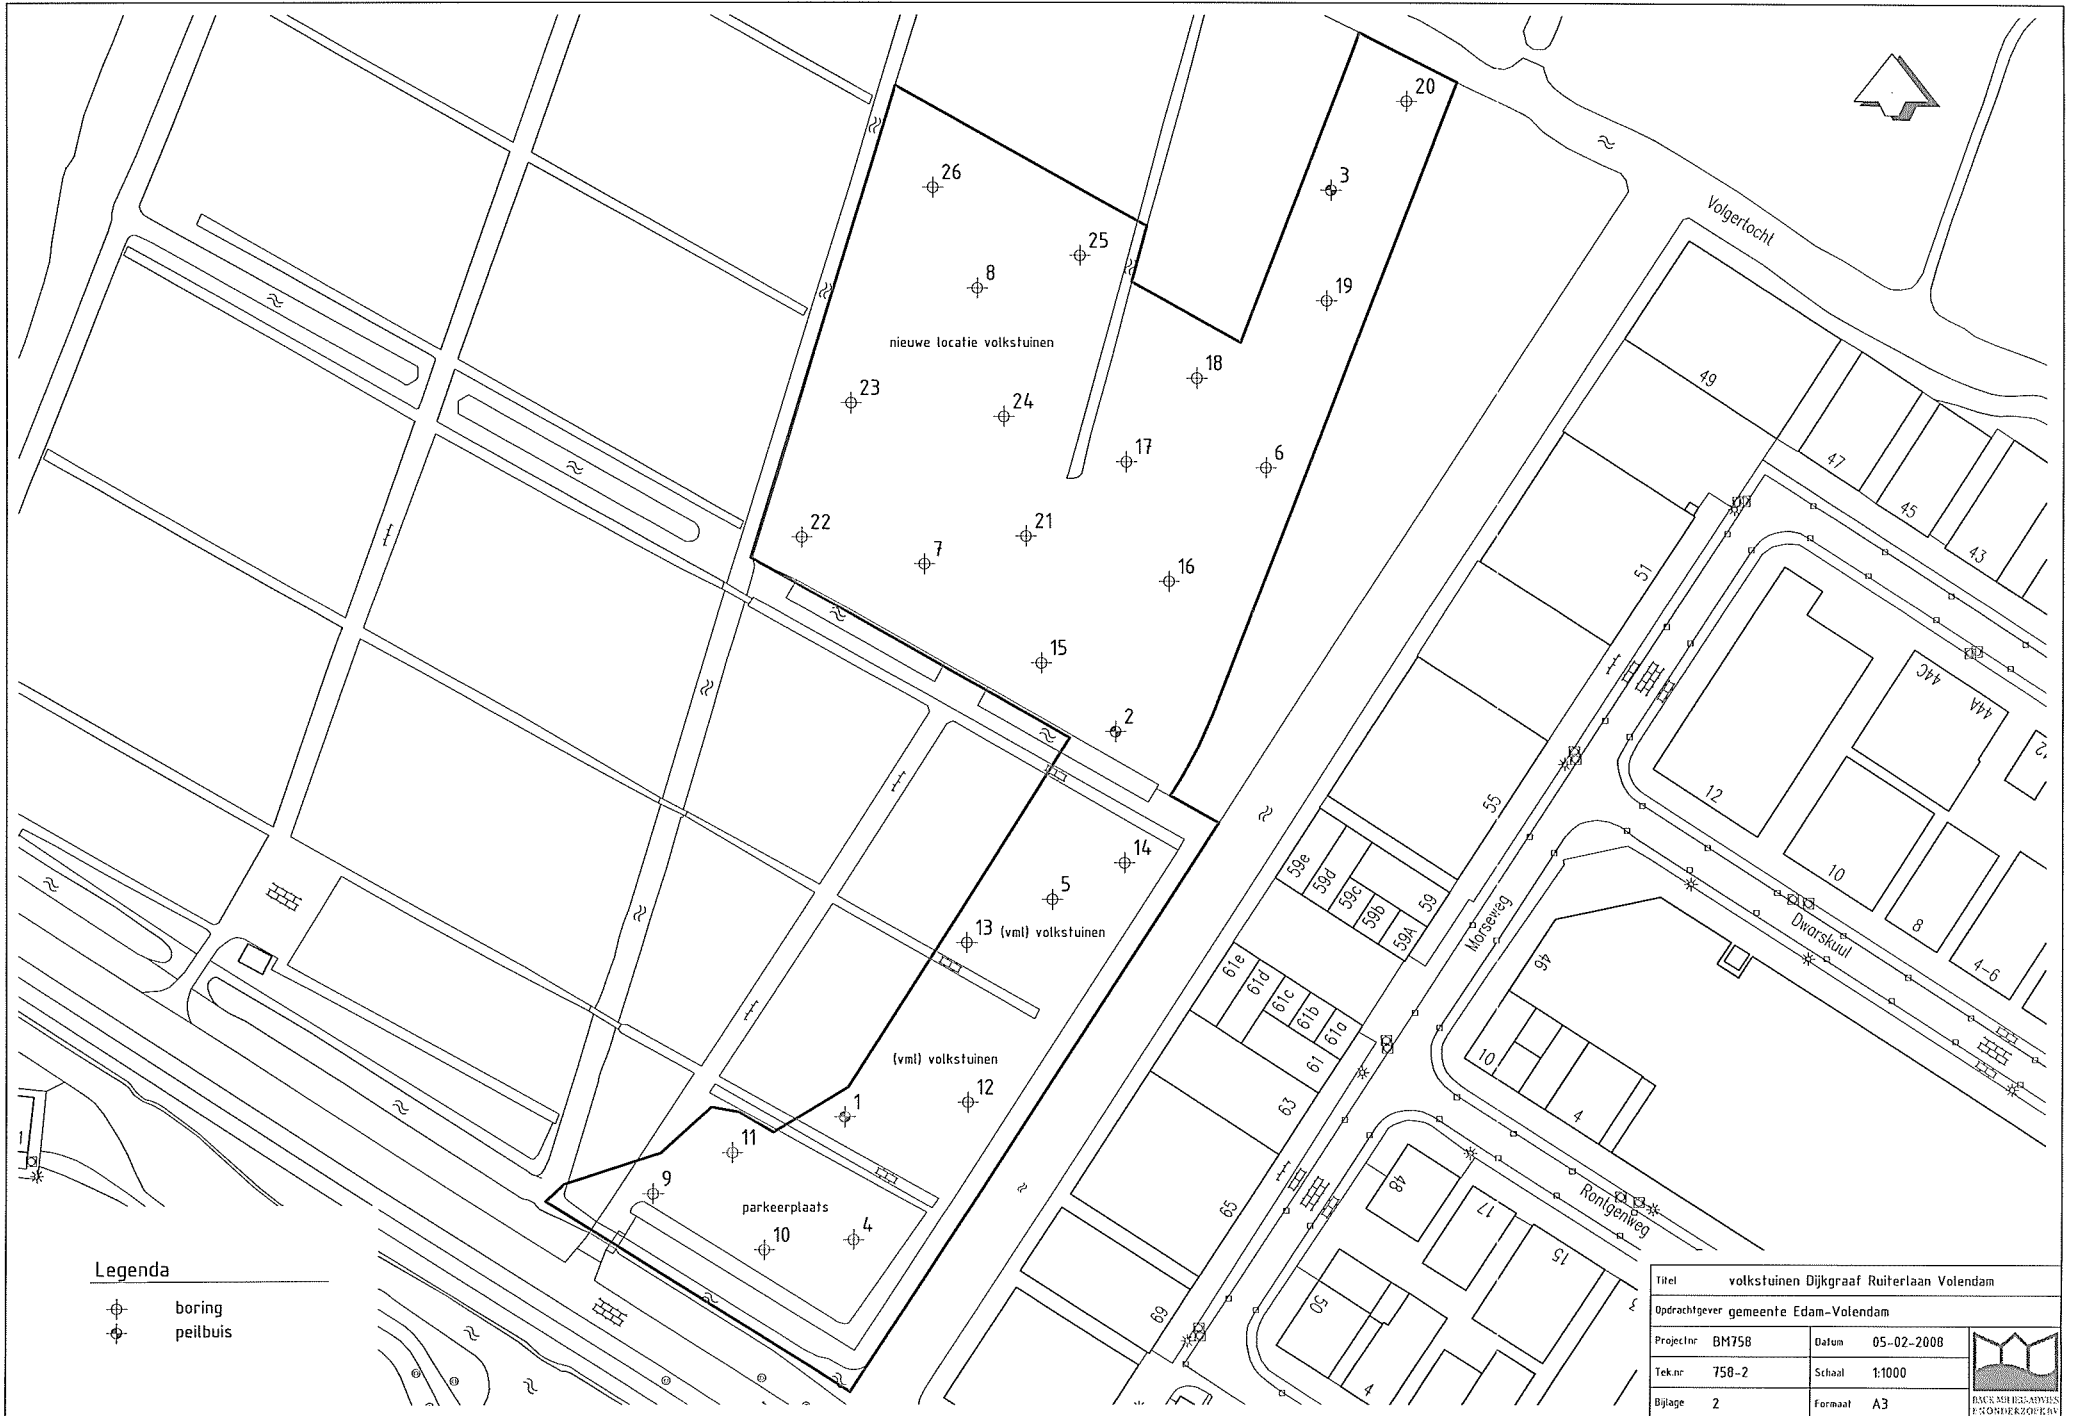 20
3
26
Volgertocht
25
8
19
nieuwe locatie volkstuinen
18
49
23
24
17
6
47
45
22
21
7
43
51
16
15
44C
44A
2
12
55
14
59e
59d
59c
59b
59A
59
5
10
Morseweg
Dwarskuul
8
13
(vml) volkstuinen
46
4-6
61e
61d
61c
61b
61a
61
10
(vml) volkstuinen
12
63
4
1
1
11
48
9
65
17
Rontgenweg
parkeerplaats
4
10
15
50
69
3
4
Legenda
boring
peilbuis
Titel volkstuinen Dijkgraaf Ruiterlaan Volendam
Opdrachtgever gemeente Edam-Volendam
Projectnr BM758 Datum 05-02-2008
Tek.nr 758-2 Schaal 1:1000
Bijlage 2 Formaat A3
BACK MILIEU-ADVIES